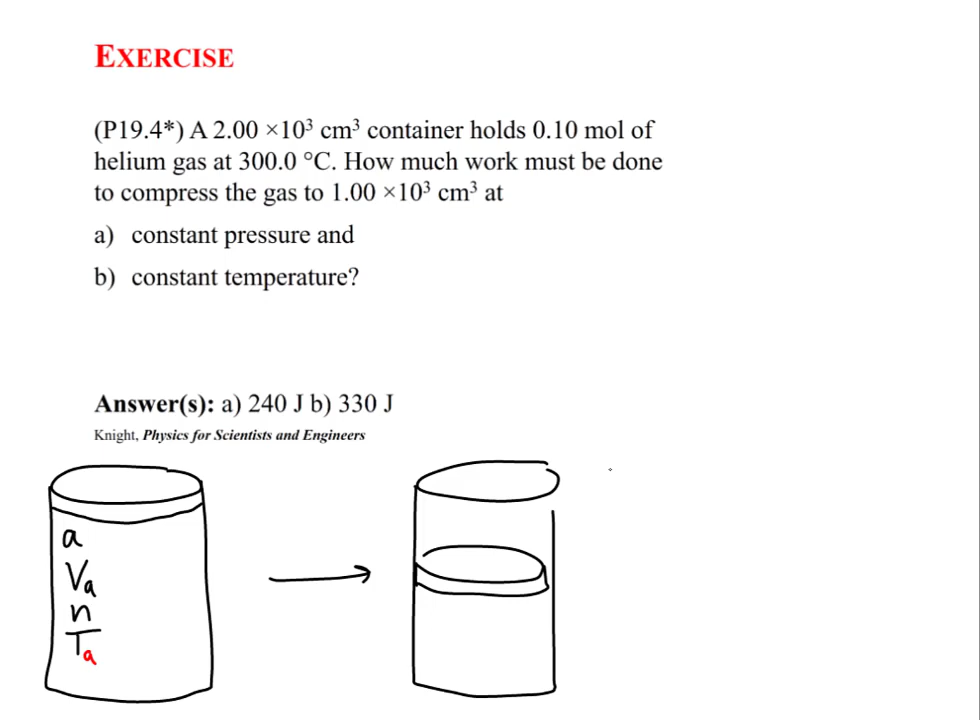 EXERCISE
(P19.4*) A 2.00 ×10³ cm³ container holds 0.10 mol of
helium gas at 300.0 °C. How much work must be done
to compress the gas to 1.00 ×10³ cm³ at
a) constant pressure and
b) constant temperature?
Answer(s): a) 240 J b) 330 J
Knight, Physics for Scientists and Engineers
a
Vₐ
n
Tₐ